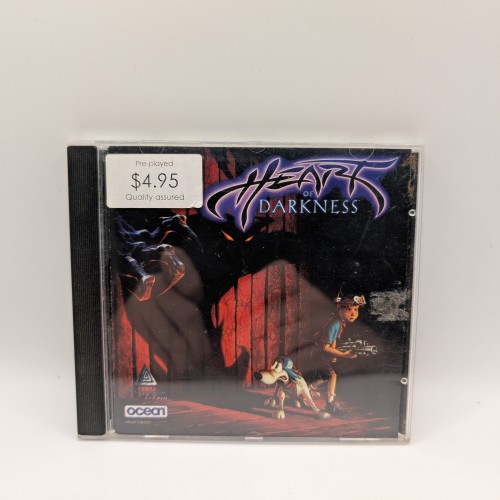 Pre-played
$4.95
Quality assured
HEART
OF
DARKNESS
ocean